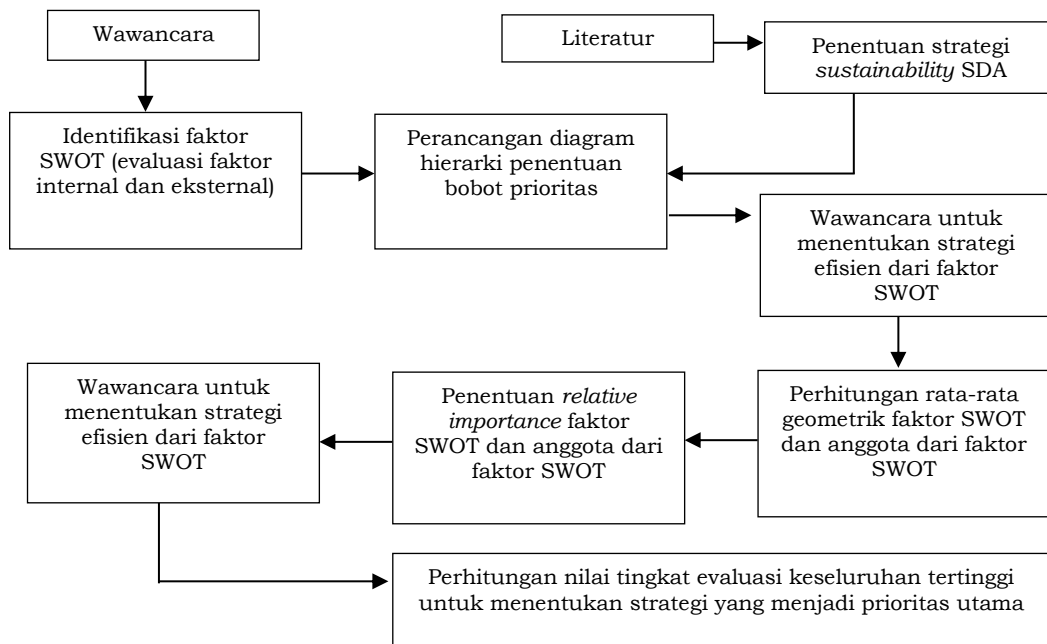 Wawancara
Literatur
Penentuan strategi
sustainability SDA
Identifikasi faktor
SWOT (evaluasi faktor
internal dan eksternal)
Perancangan diagram
hierarki penentuan
bobot prioritas
Wawancara untuk
menentukan strategi
efisien dari faktor
SWOT
Perhitungan rata-rata
geometrik faktor SWOT
dan anggota dari faktor
SWOT
Penentuan relative
importance faktor
SWOT dan anggota dari
faktor SWOT
Wawancara untuk
menentukan strategi
efisien dari faktor
SWOT
Perhitungan nilai tingkat evaluasi keseluruhan tertinggi
untuk menentukan strategi yang menjadi prioritas utama